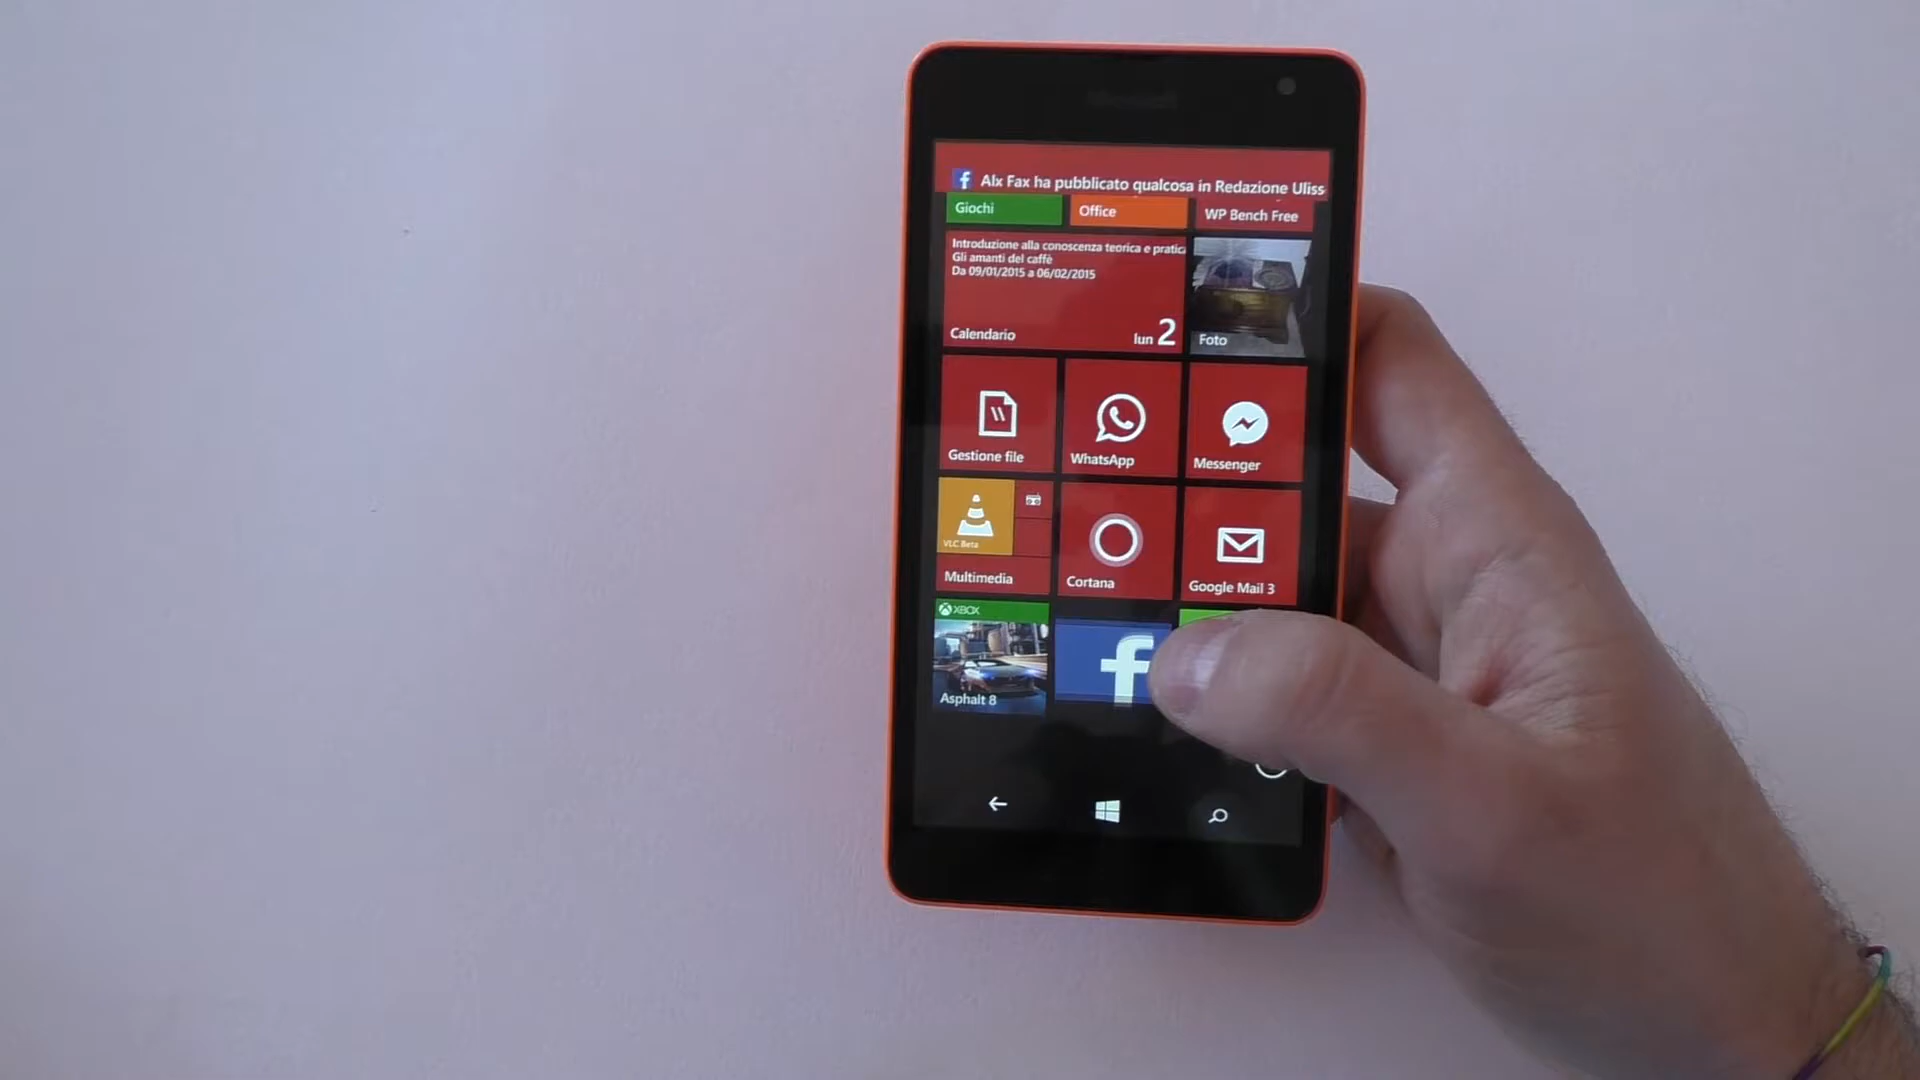 Alx Fax ha pubblicato qualcosa in Redazione Uliss
Giochi
Office
WP Bench Free
Introduzione alla conoscenza teorica e pratica
Gli amanti del caffè
Da 09/01/2015 a 06/02/2015
Calendario
lun 2
Foto
Gestione file
WhatsApp
Messenger
VLC Beta
Multimedia
Cortana
Google Mail 3
XBOX
Asphalt 8
f